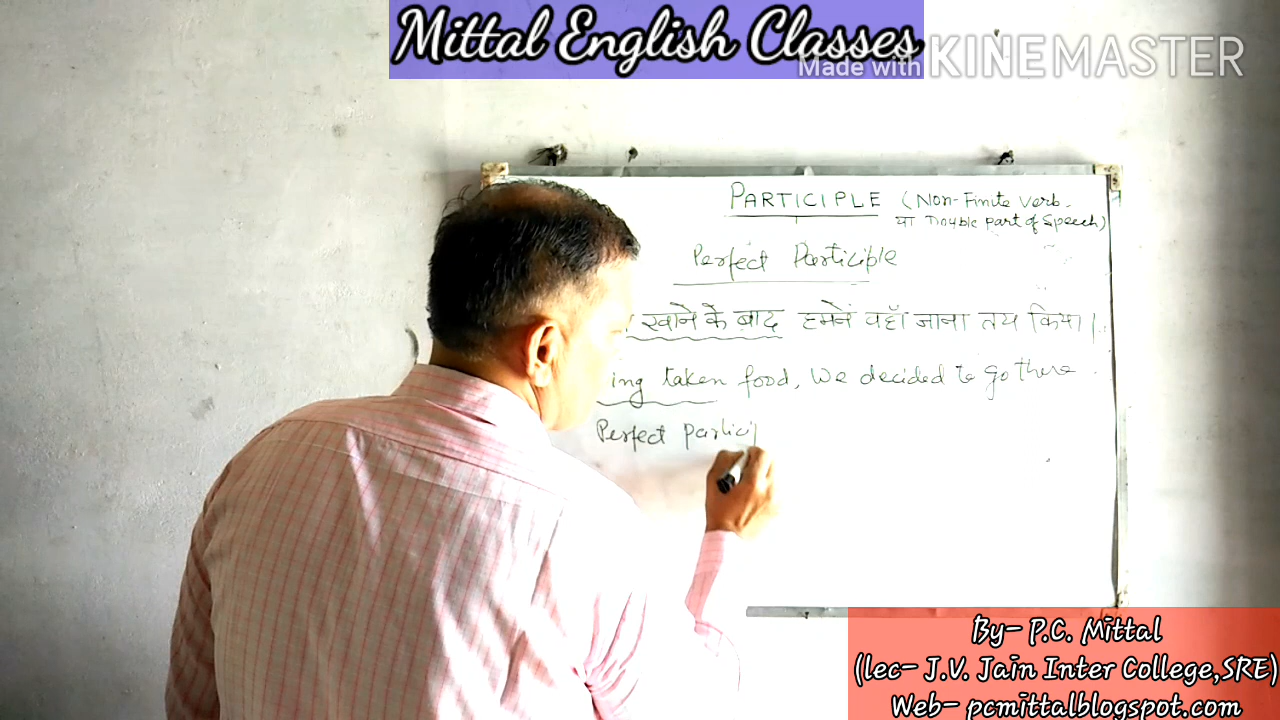 Mittal English Classes
Made with KINEMASTER
PARTICIPLE (Non-Finite Verb-
या Double part of Speech)
Perfect Participle
खाने के बाद हमनें वहाँ जाना तय किया।
ing taken food, We decided to go there.
Perfect partici
By- P.C. Mittal
(lec- J.V. Jain Inter College,SRE)
Web- pcmittalblogspot.com